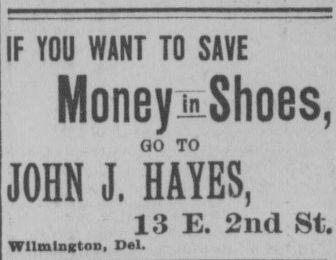 IF YOU WANT TO SAVE
Money in Shoes,
GO TO
JOHN J. HAYES,
13 E. 2nd St.
Wilmington, Del.